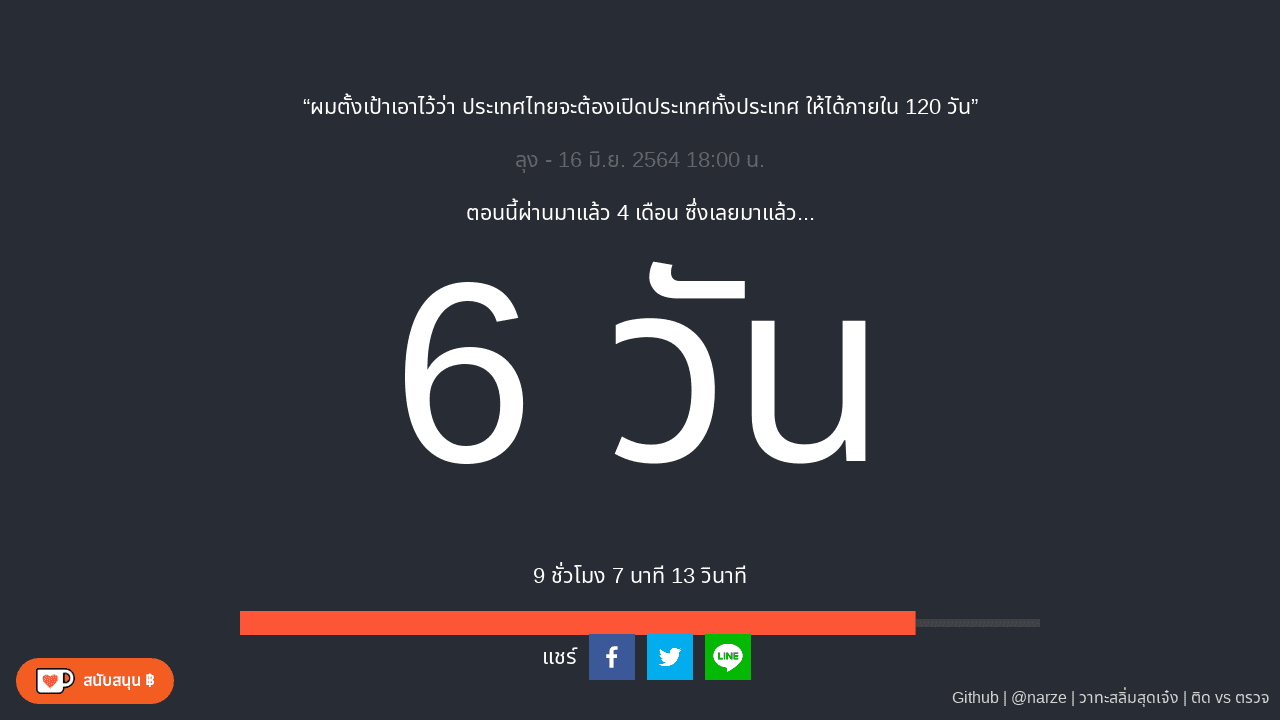 “ผมตั้งเป้าเอาไว้ว่า ประเทศไทยจะต้องเปิดประเทศทั้งประเทศ ให้ได้ภายใน 120 วัน”
ลุง - 16 มิ.ย. 2564 18:00 น.
ตอนนี้ผ่านมาแล้ว 4 เดือน ซึ่งเลยมาแล้ว...
6 วัน
9 ชั่วโมง 7 นาที 13 วินาที
แชร์
LINE
สนับสนุน ฿
Github | @narze | วาทะสลิ่มสุดเจ๋ง | ติด vs ตรวจ